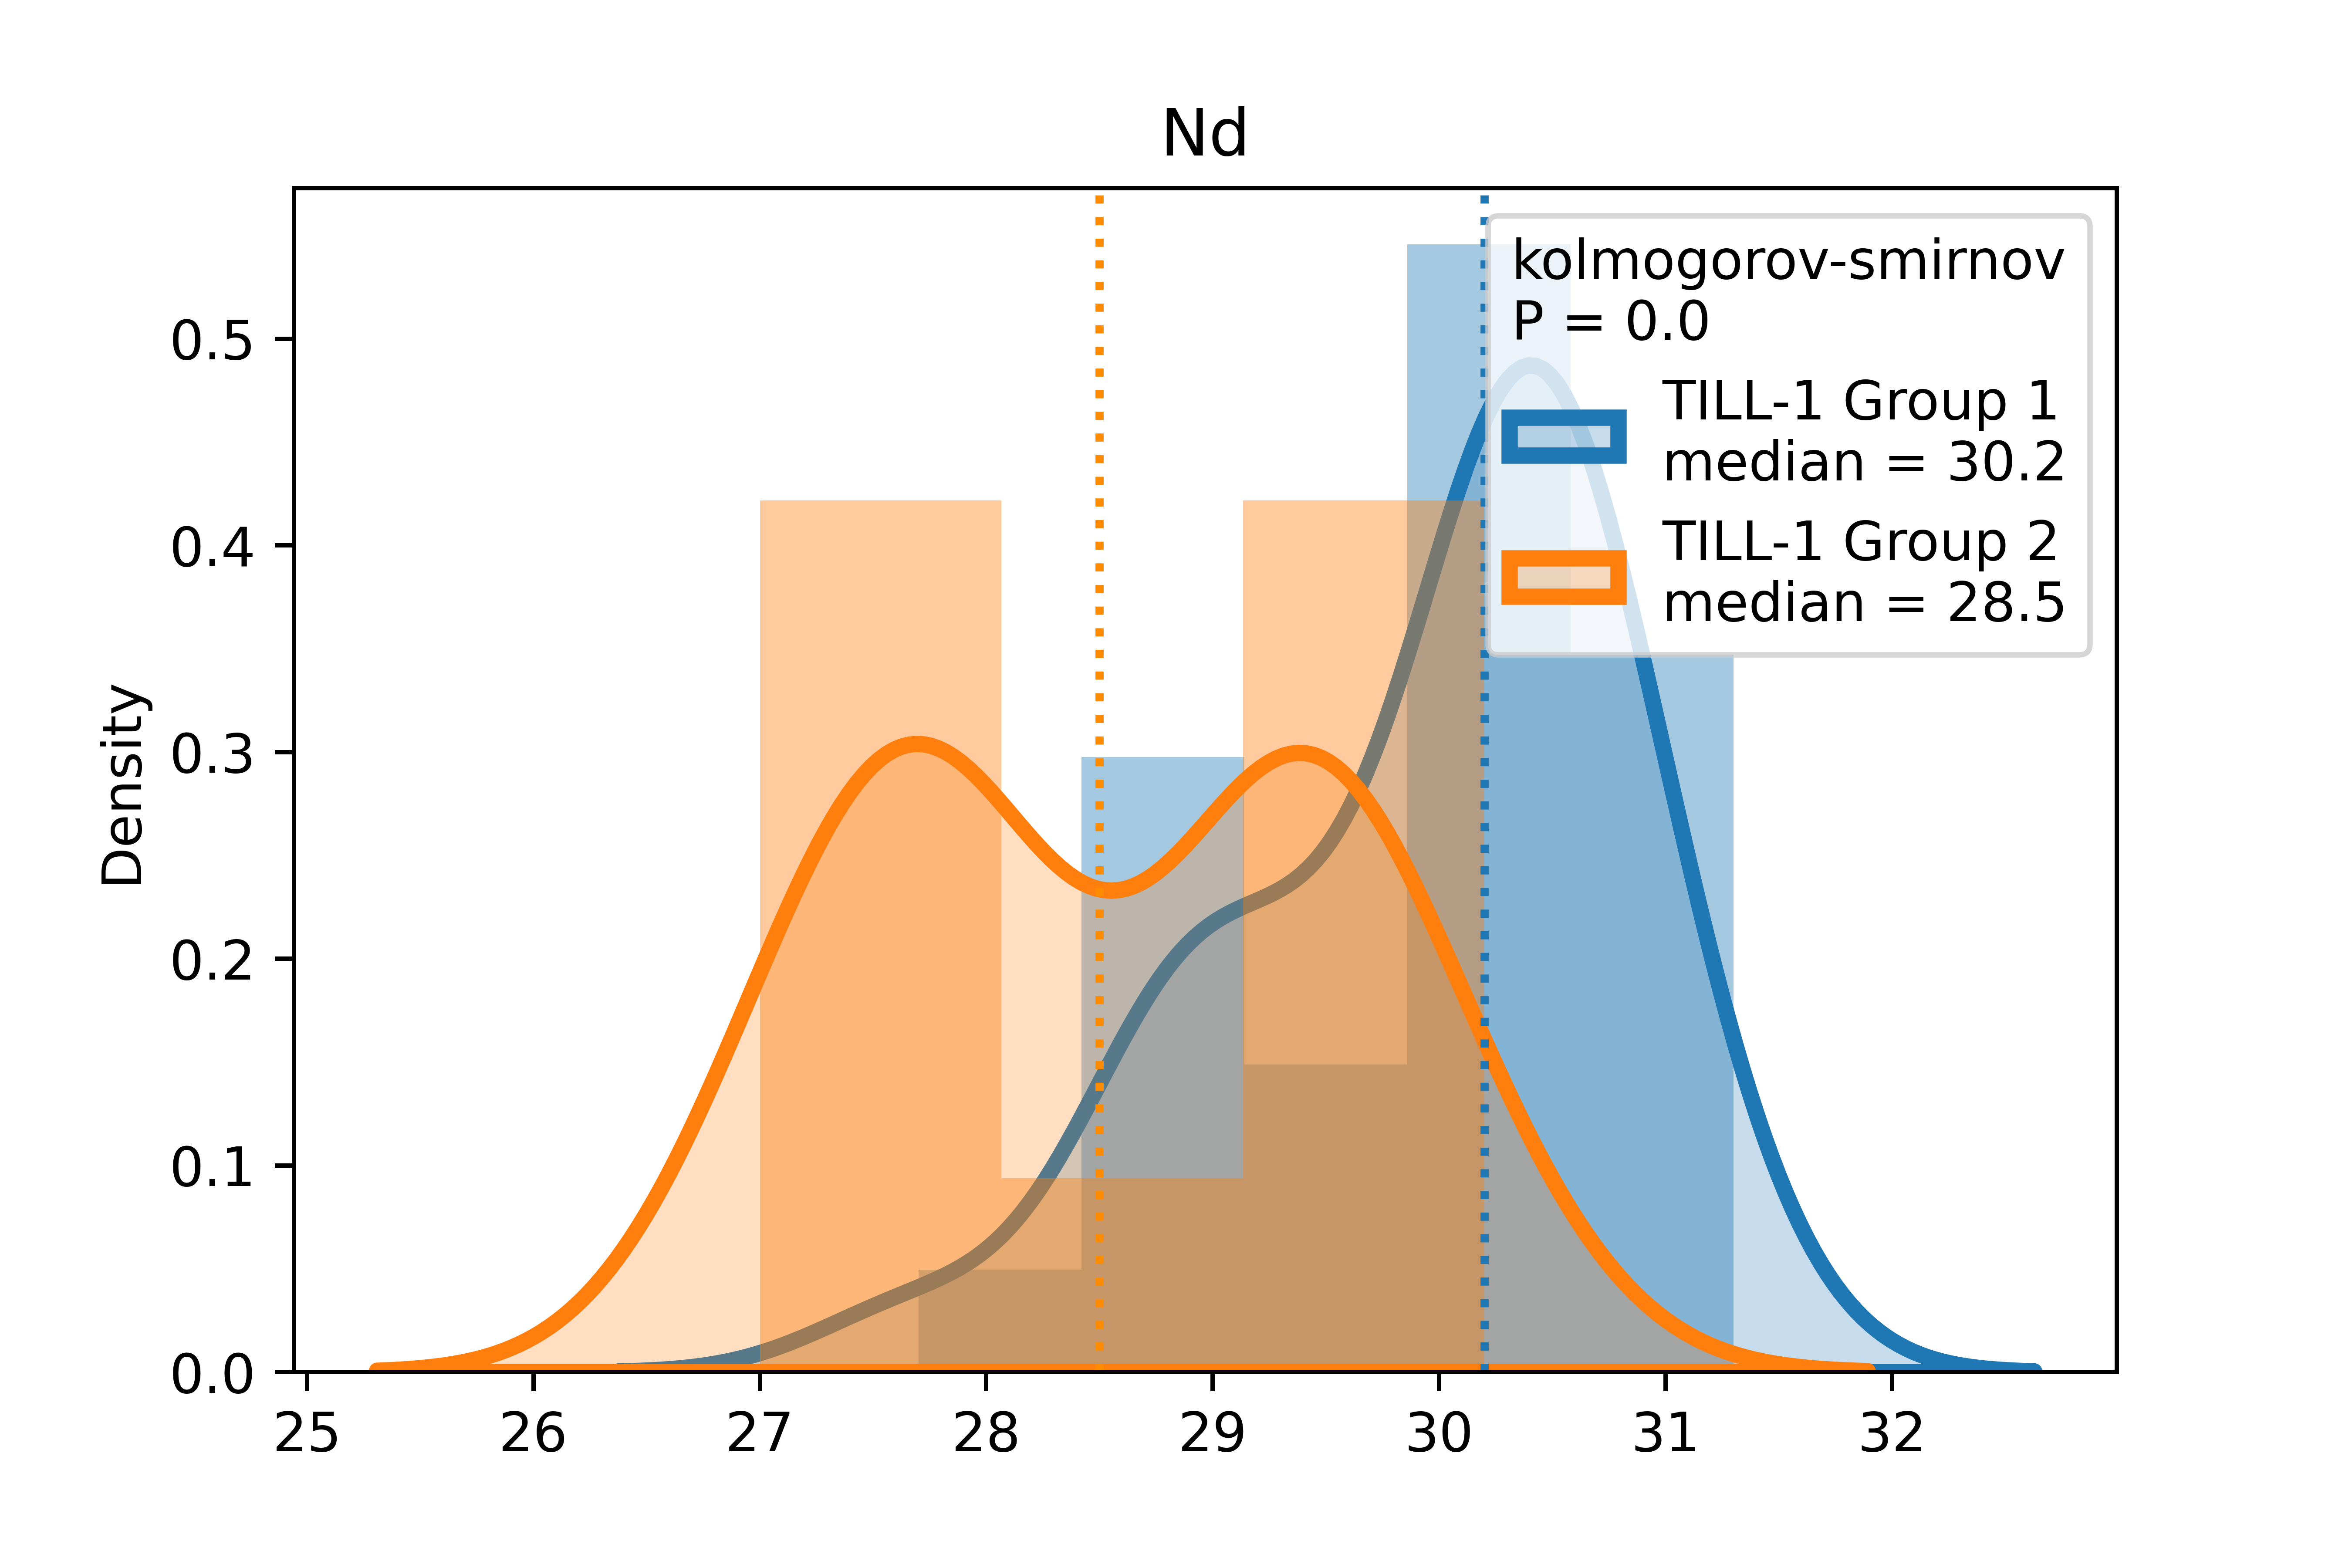 Nd
kolmogorov-smirnov
P = 0.0
TILL-1 Group 1
median = 30.2
TILL-1 Group 2
median = 28.5
Density
0.5
0.4
0.3
0.2
0.1
0.0
25 26 27 28 29 30 31 32